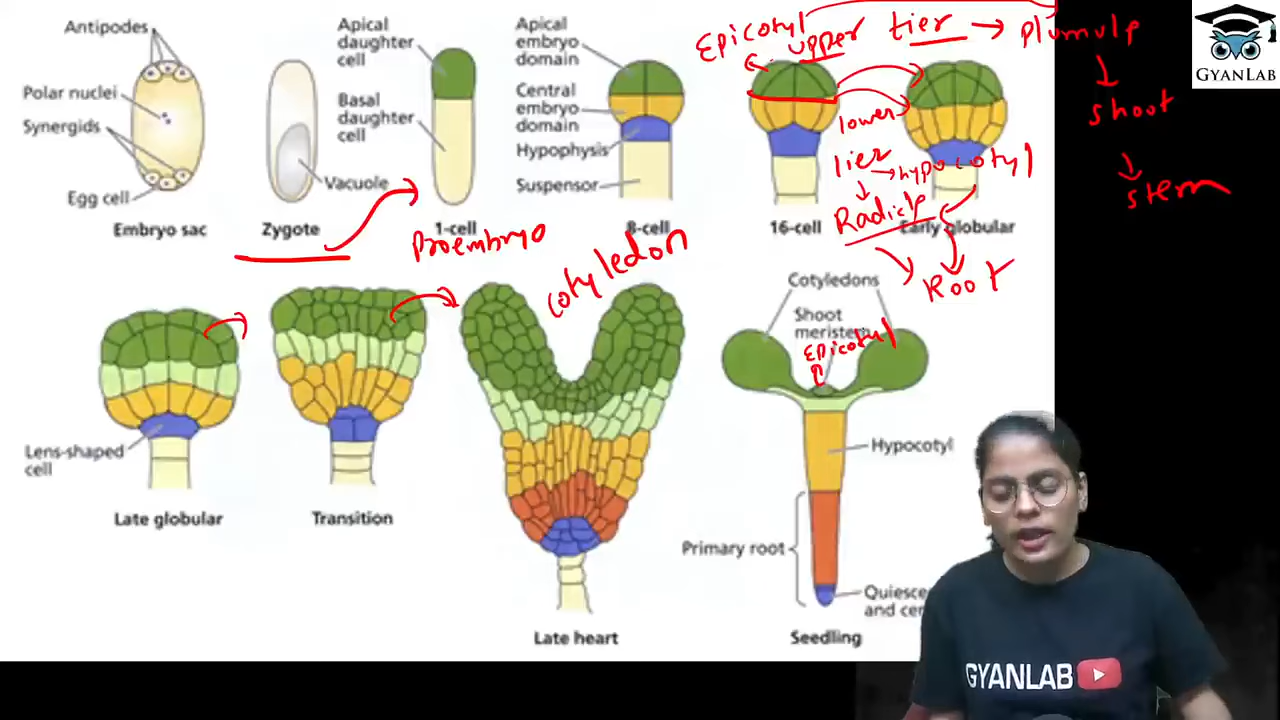 Antipodes
Polar nuclei
Synergids
Egg cell
Embryo sac
Vacuole
Zygote
Apical
daughter
cell
Basal
daughter
cell
1-cell
Proembryo
Apical
embryo
domain
Central
embryo
domain
Hypophysis
Suspensor
8-cell
Epicotyl
upper tier → plumule
↓
shoot
↓
stem
lower
tier
→ hypocotyl
↓
Radicle
Root
16-cell
Early globular
GYANLAB
Lens-shaped
cell
Late globular
Transition
cotyledon
Late heart
Cotyledons
Shoot
meristem
Epicotyl
Hypocotyl
Primary root
and
Seedling
GYANLAB